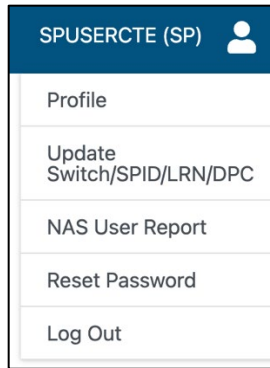 SPUSERCTE (SP)
Profile
Update
Switch/SPID/LRN/DPC
NAS User Report
Reset Password
Log Out